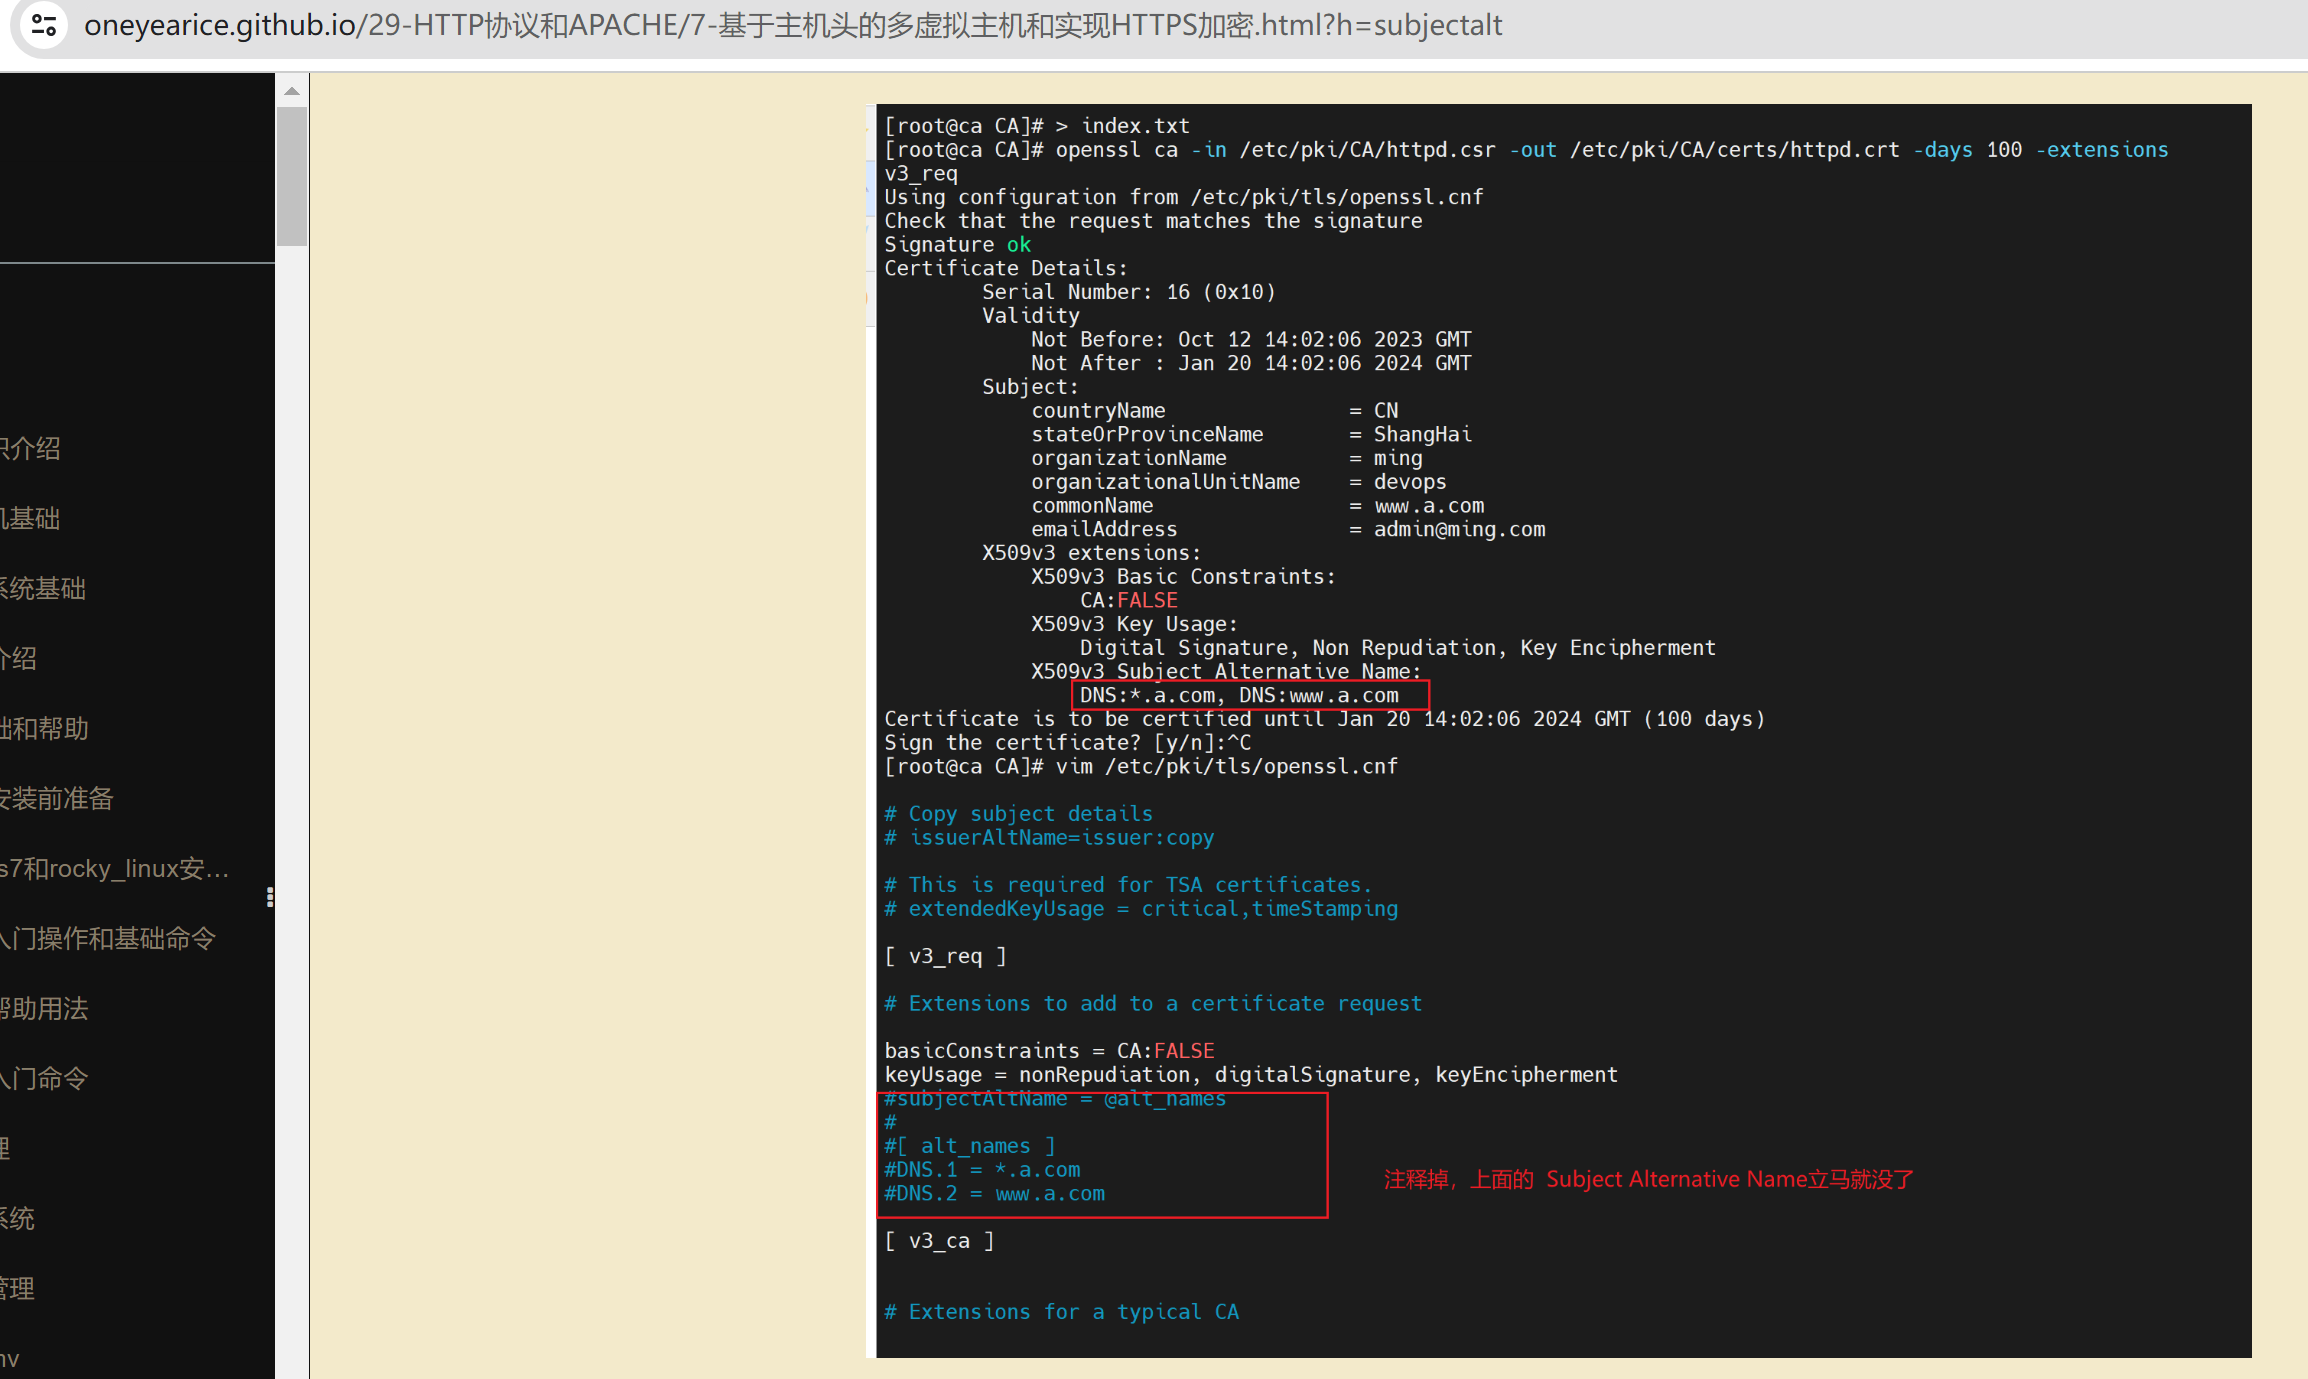 oneyearice.github.io/29-HTTP协议和APACHE/7-基于主机头的多虚拟主机和实现HTTPS加密.html?h=subjectalt
介绍
基础
系统基础
介绍
和帮助
安装前准备
s7和rocky_linux安...
入门操作和基础命令
帮助用法
入门命令
理
系统
管理
nv
[root@ca CA]# > index.txt
[root@ca CA]# openssl ca -in /etc/pki/CA/httpd.csr -out /etc/pki/CA/certs/httpd.crt -days 100 -extensions
v3_req
Using configuration from /etc/pki/tls/openssl.cnf
Check that the request matches the signature
Signature ok
Certificate Details:
Serial Number: 16 (0x10)
Validity
Not Before: Oct 12 14:02:06 2023 GMT
Not After : Jan 20 14:02:06 2024 GMT
Subject:
countryName = CN
stateOrProvinceName = ShangHai
organizationName = ming
organizationalUnitName = devops
commonName = www.a.com
emailAddress = admin@ming.com
X509v3 extensions:
X509v3 Basic Constraints:
CA:FALSE
X509v3 Key Usage:
Digital Signature, Non Repudiation, Key Encipherment
X509v3 Subject Alternative Name:
DNS:*.a.com, DNS:www.a.com
Certificate is to be certified until Jan 20 14:02:06 2024 GMT (100 days)
Sign the certificate? [y/n]:^C
[root@ca CA]# vim /etc/pki/tls/openssl.cnf
# Copy subject details
# issuerAltName=issuer:copy
# This is required for TSA certificates.
# extendedKeyUsage = critical,timeStamping
[ v3_req ]
# Extensions to add to a certificate request
basicConstraints = CA:FALSE
keyUsage = nonRepudiation, digitalSignature, keyEncipherment
#subjectAltName = @alt_names
#
#[ alt_names ]
#DNS.1 = *.a.com
#DNS.2 = www.a.com
注释掉，上面的 Subject Alternative Name立马就没了
[ v3_ca ]
# Extensions for a typical CA